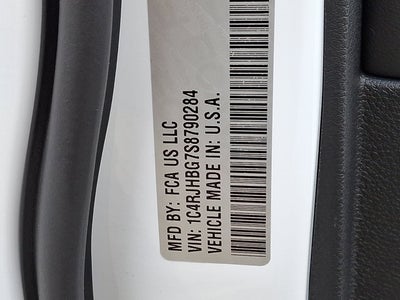 MFD BY: FCA US LLC
VIN: 1C4RJHBG7S8790284
VEHICLE MADE IN: U.S.A.